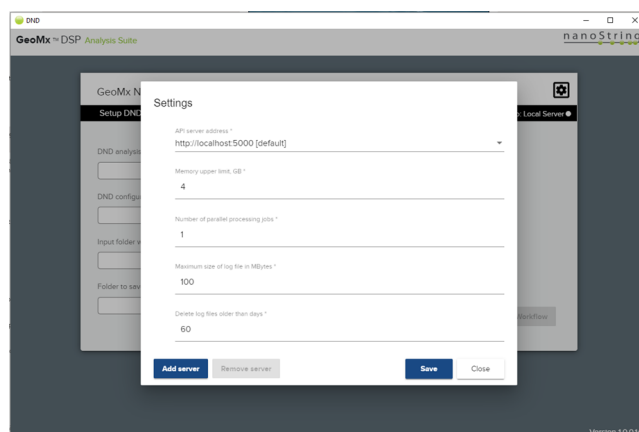 DND
GeoMx ™ DSP Analysis Suite
nanoString
GeoMx N
Setup DND
: Local Server
DND analysis
DND configu
Input folder w
Folder to sav
Workflow
Settings
API server address *
http://localhost:5000 [default]
Memory upper limit, GB *
4
Number of parallel processing jobs *
1
Maximum size of log file in MBytes *
100
Delete log files older than days *
60
Add server
Remove server
Save
Close